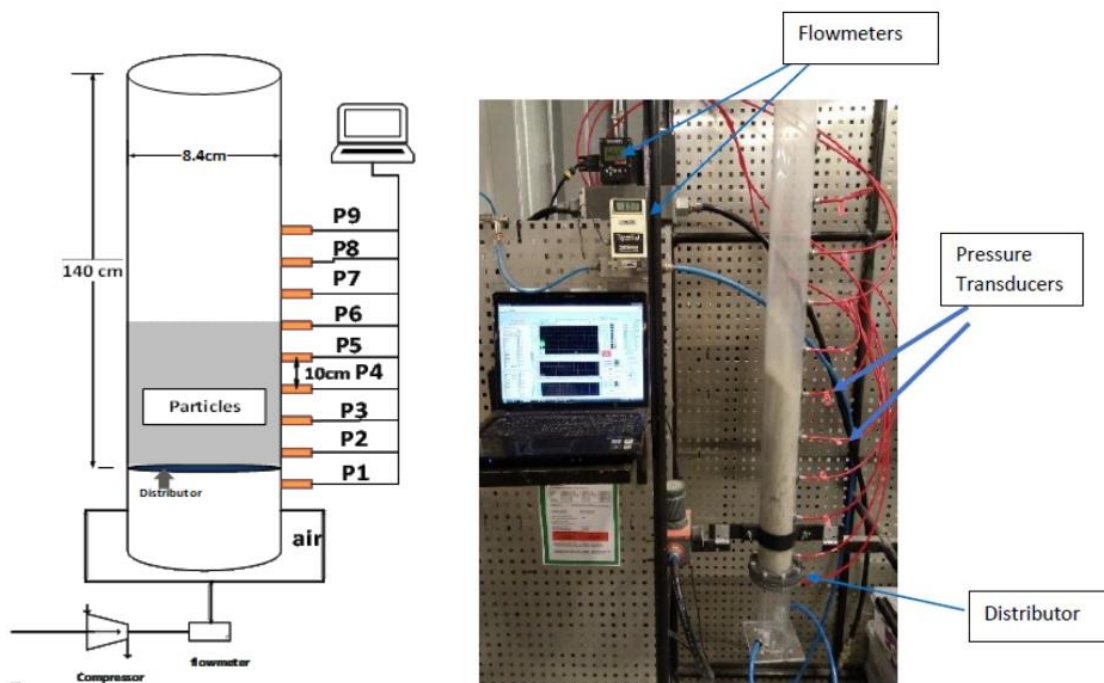 Flowmeters
8.4cm
140 cm
P9
P8
P7
P6
P5
10cm P4
P3
P2
P1
Particles
Distributor
air
flowmeter
Compressor
Pressure
Transducers
Distributor